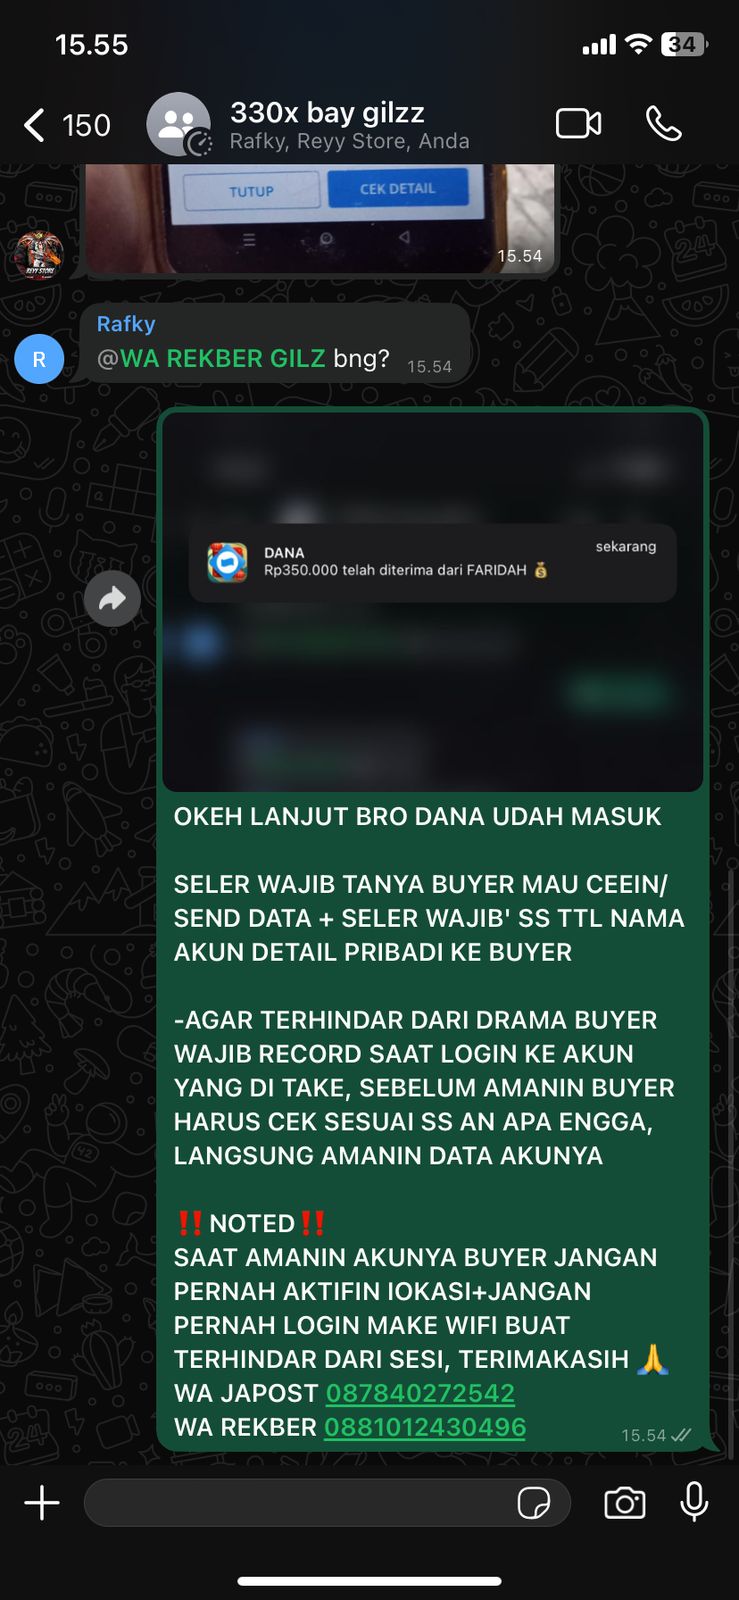 15.55
34
150
330x bay gilzz
Rafky, Reyy Store, Anda
TUTUP
CEK DETAIL
15.54
REYY STORE
Rafky
R
@WA REKBER GILZ bng?
15.54
DANA
sekarang
Rp350.000 telah diterima dari FARIDAH 💰
OKEH LANJUT BRO DANA UDAH MASUK
SELER WAJIB TANYA BUYER MAU CEEIN/
SEND DATA + SELER WAJIB' SS TTL NAMA
AKUN DETAIL PRIBADI KE BUYER
-AGAR TERHINDAR DARI DRAMA BUYER
WAJIB RECORD SAAT LOGIN KE AKUN
YANG DI TAKE, SEBELUM AMANIN BUYER
HARUS CEK SESUAI SS AN APA ENGGA,
LANGSUNG AMANIN DATA AKUNYA
‼️NOTED‼️
SAAT AMANIN AKUNYA BUYER JANGAN
PERNAH AKTIFIN lOKASI+JANGAN
PERNAH LOGIN MAKE WIFI BUAT
TERHINDAR DARI SESI, TERIMAKASIH 🙏
WA JAPOST 087840272542
WA REKBER 0881012430496
15.54